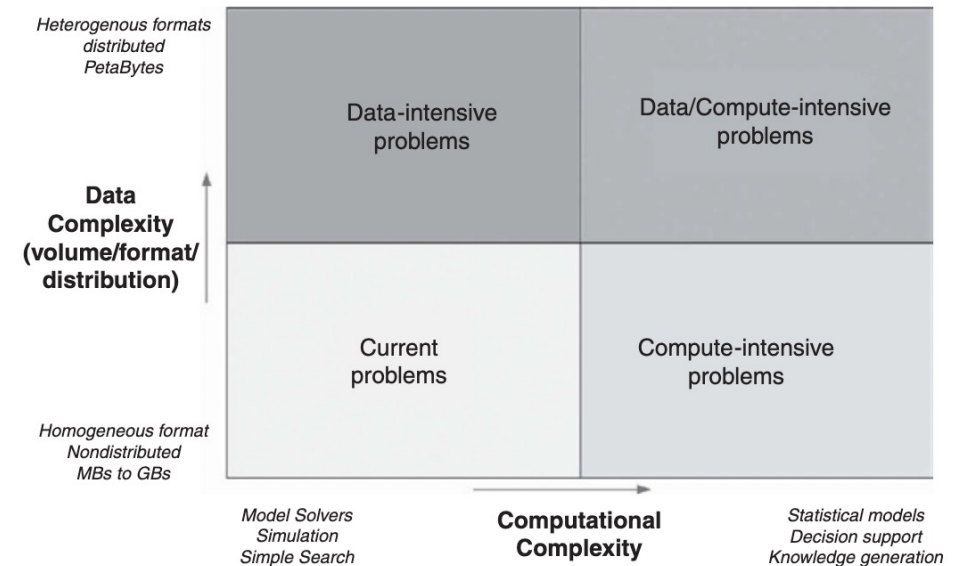 Heterogenous formats
distributed
PetaBytes
Data-intensive
problems
Data/Compute-intensive
problems
Data
Complexity
(volume/format/
distribution)
Current
problems
Compute-intensive
problems
Homogeneous format
Nondistributed
MBs to GBs
Model Solvers
Simulation
Simple Search
Computational
Complexity
Statistical models
Decision support
Knowledge generation